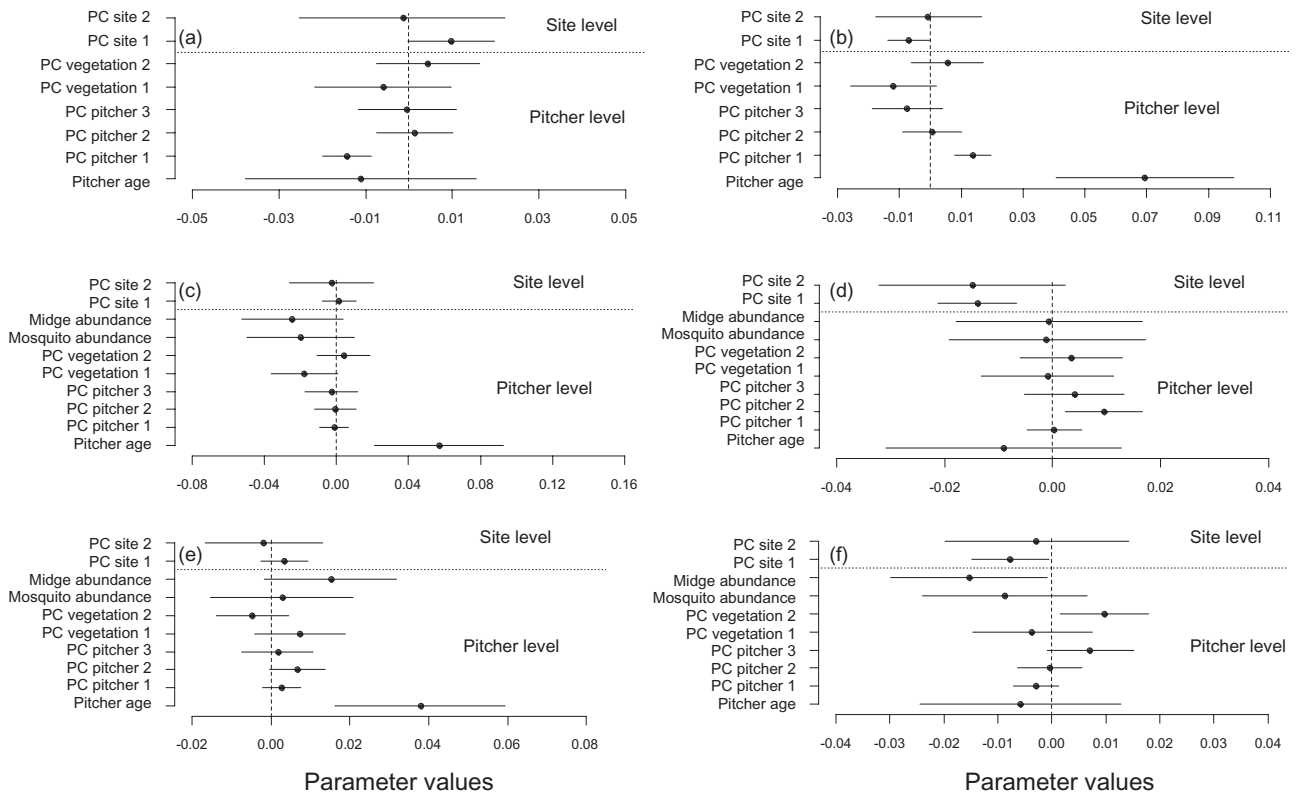 (a)
Site level
Pitcher level
PC site 2
PC site 1
PC vegetation 2
PC vegetation 1
PC pitcher 3
PC pitcher 2
PC pitcher 1
Pitcher age
-0.05 -0.03 -0.01 0.01 0.03 0.05
(b)
Site level
Pitcher level
PC site 2
PC site 1
PC vegetation 2
PC vegetation 1
PC pitcher 3
PC pitcher 2
PC pitcher 1
Pitcher age
-0.03 -0.01 0.01 0.03 0.05 0.07 0.09 0.11
(c)
Site level
Pitcher level
PC site 2
PC site 1
Midge abundance
Mosquito abundance
PC vegetation 2
PC vegetation 1
PC pitcher 3
PC pitcher 2
PC pitcher 1
Pitcher age
-0.08 -0.04 0.00 0.04 0.08 0.12 0.16
(d)
Site level
Pitcher level
PC site 2
PC site 1
Midge abundance
Mosquito abundance
PC vegetation 2
PC vegetation 1
PC pitcher 3
PC pitcher 2
PC pitcher 1
Pitcher age
-0.04 -0.02 0.00 0.02 0.04
(e)
Site level
Pitcher level
PC site 2
PC site 1
Midge abundance
Mosquito abundance
PC vegetation 2
PC vegetation 1
PC pitcher 3
PC pitcher 2
PC pitcher 1
Pitcher age
-0.02 0.00 0.02 0.04 0.06 0.08
Parameter values
(f)
Site level
Pitcher level
PC site 2
PC site 1
Midge abundance
Mosquito abundance
PC vegetation 2
PC vegetation 1
PC pitcher 3
PC pitcher 2
PC pitcher 1
Pitcher age
-0.04 -0.02 0.00 0.01 0.02 0.04
Parameter values